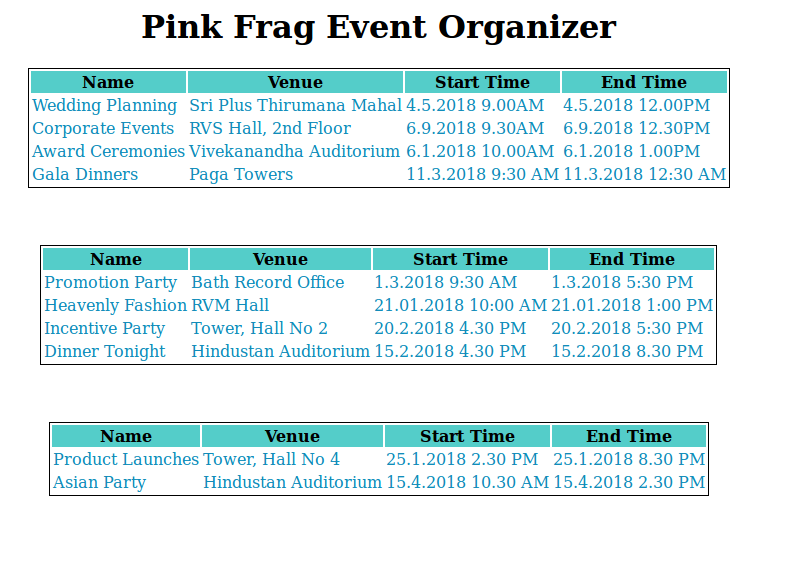 Pink Frag Event Organizer
Name Venue Start Time End Time
Wedding Planning Sri Plus Thirumana Mahal 4.5.2018 9.00AM 4.5.2018 12.00PM
Corporate Events RVS Hall, 2nd Floor 6.9.2018 9.30AM 6.9.2018 12.30PM
Award Ceremonies Vivekanandha Auditorium 6.1.2018 10.00AM 6.1.2018 1.00PM
Gala Dinners Paga Towers 11.3.2018 9:30 AM 11.3.2018 12:30 AM
Name Venue Start Time End Time
Promotion Party Bath Record Office 1.3.2018 9:30 AM 1.3.2018 5:30 PM
Heavenly Fashion RVM Hall 21.01.2018 10:00 AM 21.01.2018 1:00 PM
Incentive Party Tower, Hall No 2 20.2.2018 4.30 PM 20.2.2018 5:30 PM
Dinner Tonight Hindustan Auditorium 15.2.2018 4.30 PM 15.2.2018 8.30 PM
Name Venue Start Time End Time
Product Launches Tower, Hall No 4 25.1.2018 2.30 PM 25.1.2018 8.30 PM
Asian Party Hindustan Auditorium 15.4.2018 10.30 AM 15.4.2018 2.30 PM